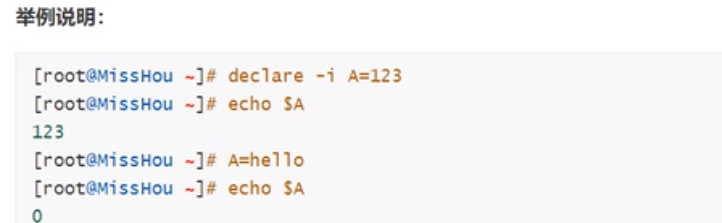 举例说明：
[root@MissHou ~]# declare -i A=123
[root@MissHou ~]# echo $A
123
[root@MissHou ~]# A=hello
[root@MissHou ~]# echo $A
0